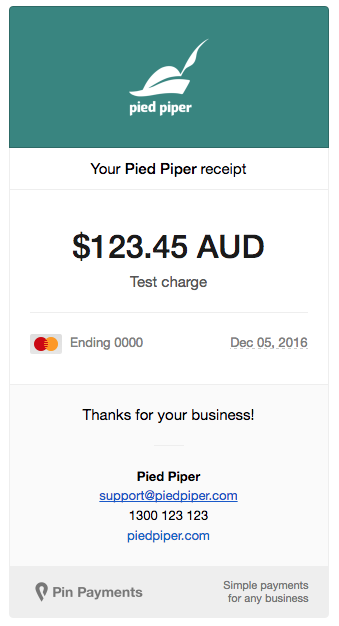 pied piper
Your Pied Piper receipt
$123.45 AUD
Test charge
Ending 0000
Dec 05, 2016
Thanks for your business!
Pied Piper
support@piedpiper.com
1300 123 123
piedpiper.com
Pin Payments
Simple payments
for any business